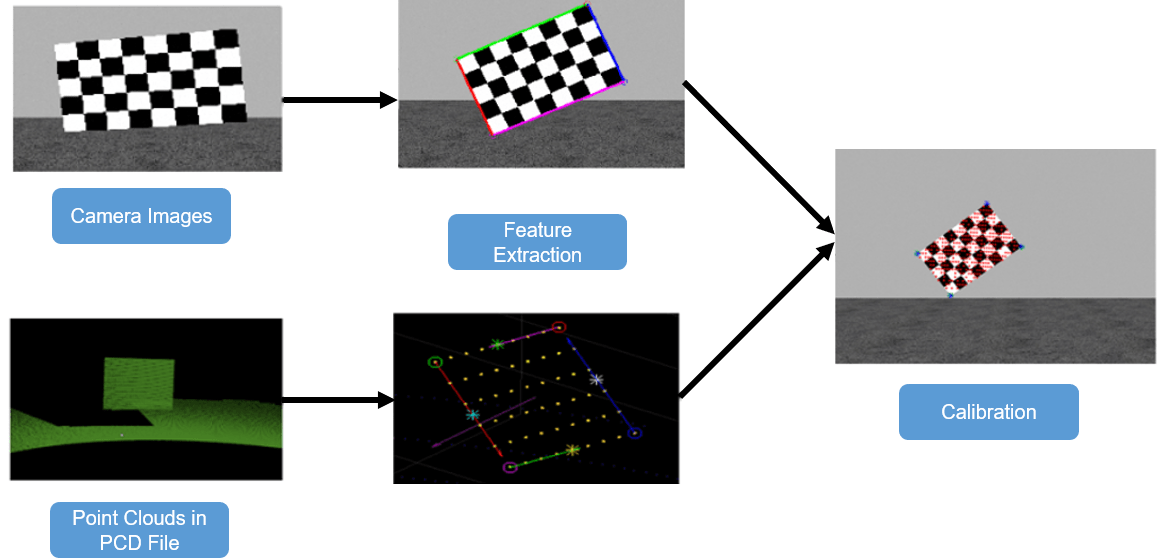 Camera Images
Feature
Extraction
Calibration
Point Clouds in
PCD File